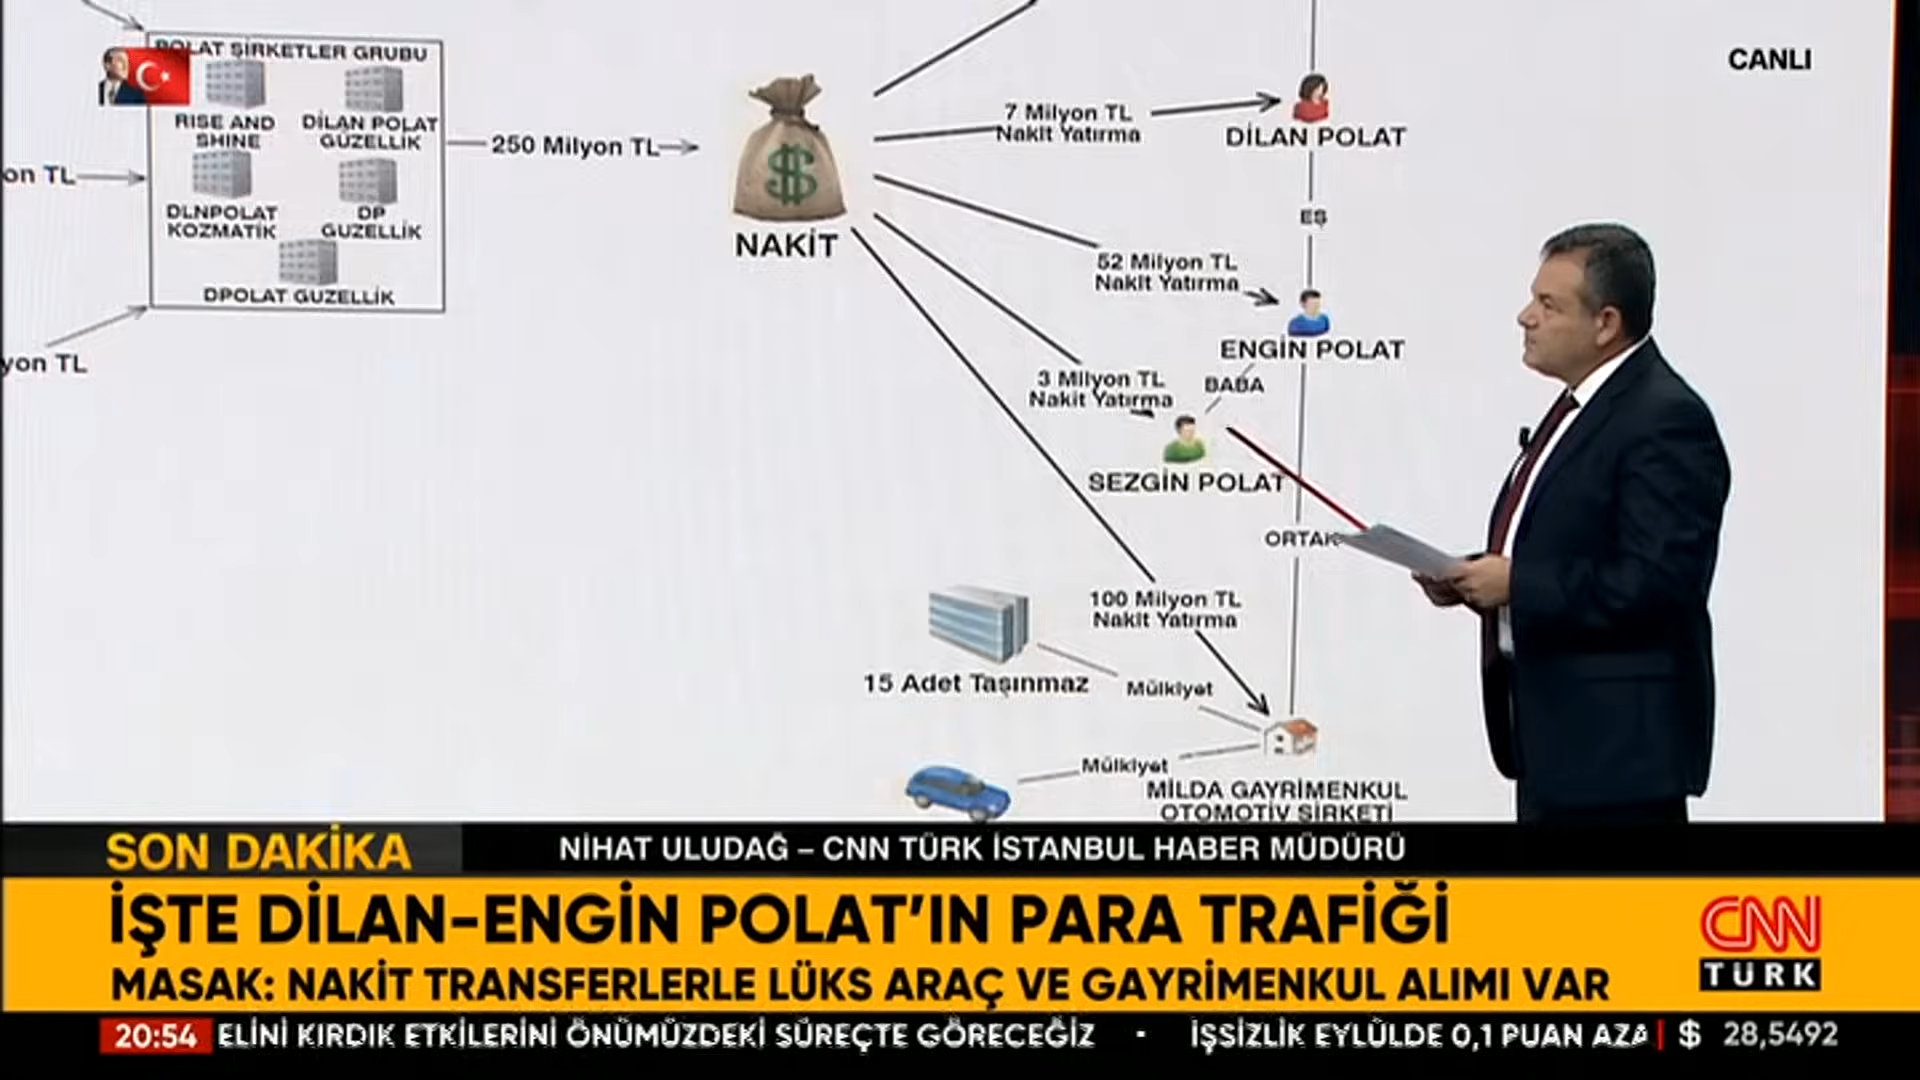 CANLI
POLAT ŞİRKETLER GRUBU
RISE AND
SHINE
DİLAN POLAT
GÜZELLİK
DLNPOLAT
KOZMATİK
DP
GUZELLİK
DPOLAT GUZELLİK
on TL
yon TL
250 Milyon TL
NAKİT
7 Milyon TL
Nakit Yatırma
DİLAN POLAT
EŞ
52 Milyon TL
Nakit Yatırma
ENGİN POLAT
BABA
3 Milyon TL
Nakit Yatırma
SEZGİN POLAT
ORTAK
100 Milyon TL
Nakit Yatırma
15 Adet Taşınmaz
Mülkiyet
Mülkiyet
MİLDA GAYRİMENKUL
OTOMOTİV ŞİRKETİ
SON DAKİKA
NİHAT ULUDAĞ – CNN TÜRK İSTANBUL HABER MÜDÜRÜ
İŞTE DİLAN-ENGİN POLAT’IN PARA TRAFİĞİ
MASAK: NAKİT TRANSFERLERLE LÜKS ARAÇ VE GAYRİMENKUL ALIMI VAR
CNN
TÜRK
20:54 ELİNİ KIRDIK ETKİLERİNİ ÖNÜMÜZDEKİ SÜREÇTE GÖRECEĞİZ · İŞSİZLİK EYLÜLDE 0,1 PUAN AZA $ 28,5492